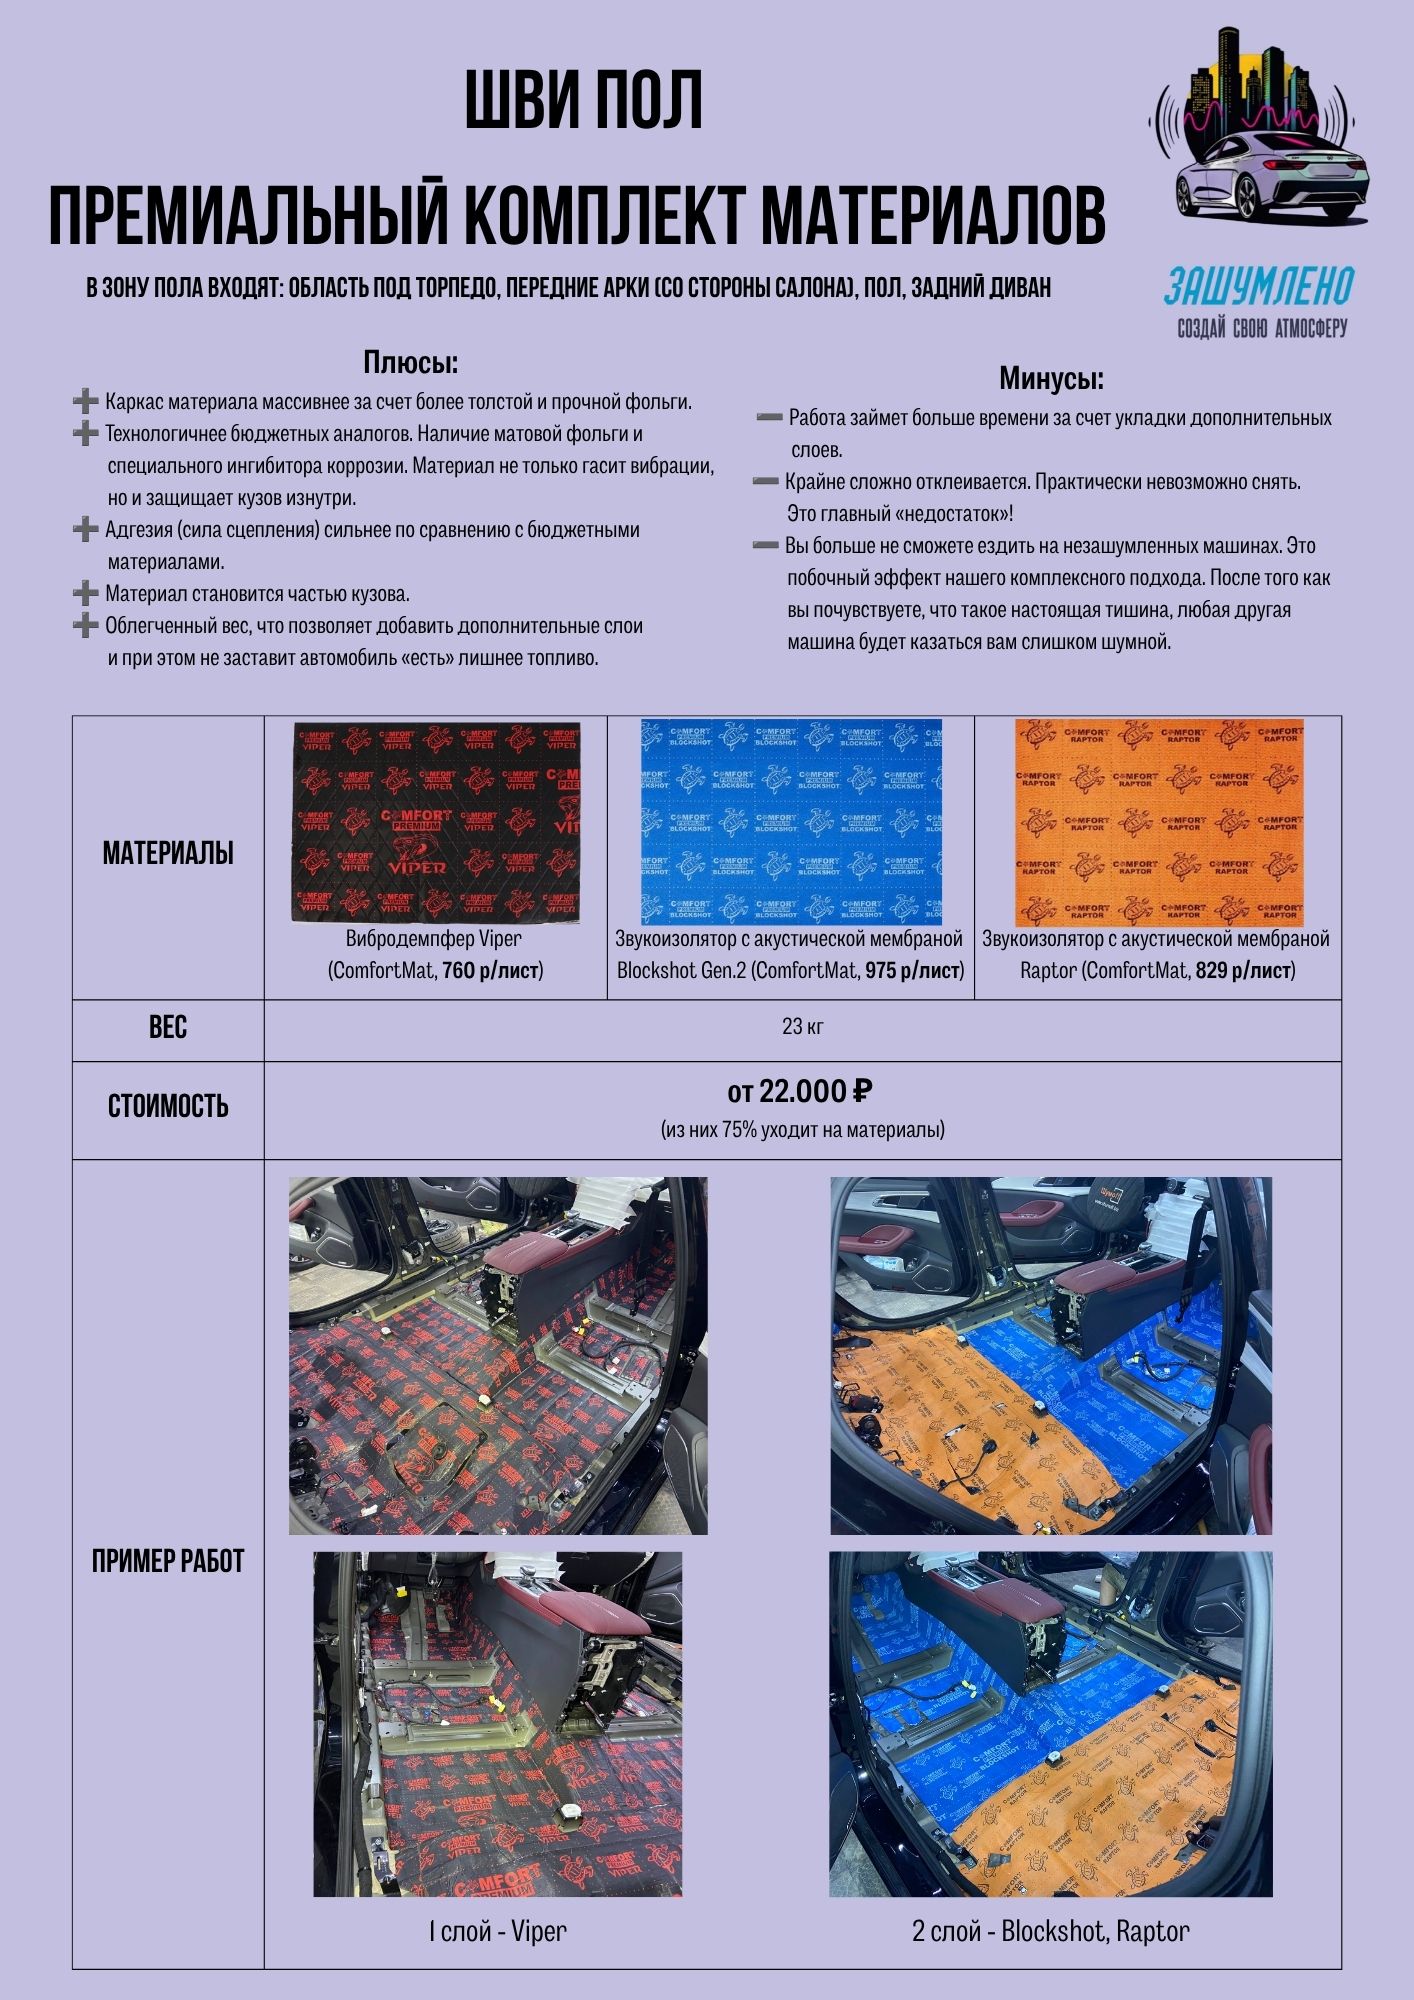 ШВИ ПОЛ
ПРЕМИАЛЬНЫЙ КОМПЛЕКТ МАТЕРИАЛОВ
В ЗОНУ ПОЛА ВХОДЯТ: ОБЛАСТЬ ПОД ТОРПЕДО, ПЕРЕДНИЕ АРКИ (СО СТОРОНЫ САЛОНА), ПОЛ, ЗАДНИЙ ДИВАН
ЗАШУМЛЕНО
СОЗДАЙ СВОЮ АТМОСФЕРУ
Плюсы:
➕ Каркас материала массивнее за счет более толстой и прочной фольги.
➕ Технологичнее бюджетных аналогов. Наличие матовой фольги и
специального ингибитора коррозии. Материал не только гасит вибрации,
но и защищает кузов изнутри.
➕ Адгезия (сила сцепления) сильнее по сравнению с бюджетными
материалами.
➕ Материал становится частью кузова.
➕ Облегченный вес, что позволяет добавить дополнительные слои
и при этом не заставит автомобиль «есть» лишнее топливо.
Минусы:
➖ Работа займет больше времени за счет укладки дополнительных
слоев.
➖ Крайне сложно отклеивается. Практически невозможно снять.
Это главный «недостаток»!
➖ Вы больше не сможете ездить на незашумленных машинах. Это
побочный эффект нашего комплексного подхода. После того как
вы почувствуете, что такое настоящая тишина, любая другая
машина будет казаться вам слишком шумной.
МАТЕРИАЛЫ
COMFORT
PREMIUM
VIPER
Вибродемпфер Viper
(ComfortMat, 760 р/лист)
COMFORT
PREMIUM
BLOCKSHOT
Звукоизолятор с акустической мембраной
Blockshot Gen.2 (ComfortMat, 975 р/лист)
COMFORT
RAPTOR
Звукоизолятор с акустической мембраной
Raptor (ComfortMat, 829 р/лист)
ВЕС
23 кг
СТОИМОСТЬ
от 22.000 ₽
(из них 75% уходит на материалы)
ПРИМЕР РАБОТ
1 слой - Viper
2 слой - Blockshot, Raptor